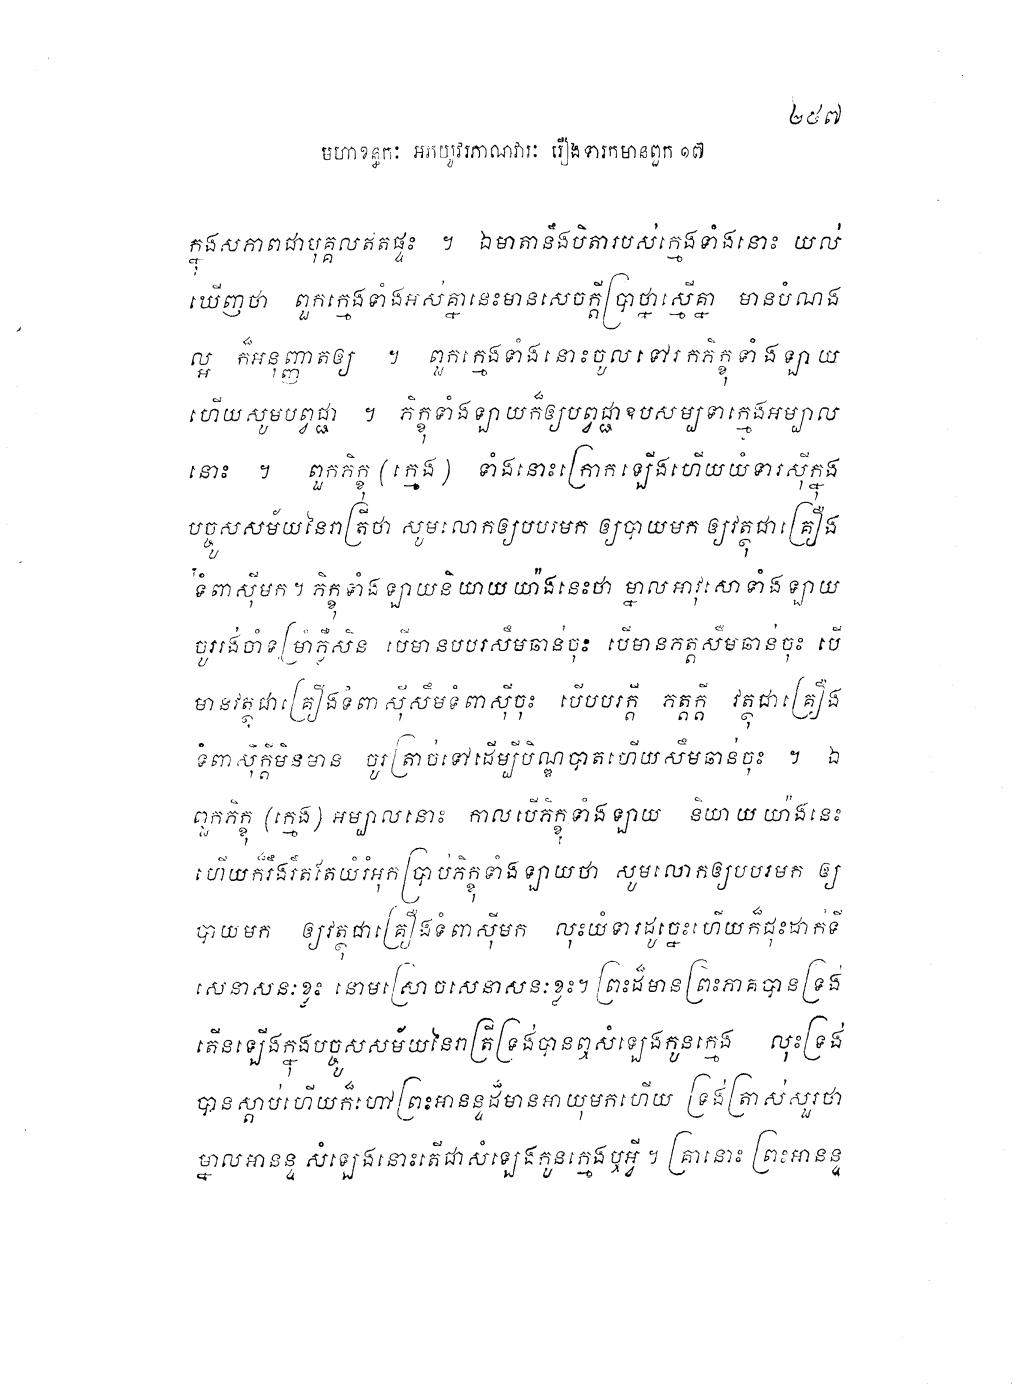 ២៤៧
មហាខន្ធកៈ អភយូវរភាណវារៈ រឿងទារកមានពួក ១៧
ក្នុងសភាពជាបុគ្គលឥតផ្ទះ ។ ឯមាតានឹងបិតារបស់ក្មេងទាំងនោះ យល់
ឃើញថា ពួកក្មេងទាំងអស់គ្នានេះមានសេចក្តីប្រាថ្នាស្មើគ្នា មានបំណង
ល្អ ក៏អនុញ្ញាតឲ្យ ។ ពួកក្មេងទាំងនោះចូលទៅរកភិក្ខុទាំងឡាយ
ហើយសូមបព្វជ្ជា ។ ភិក្ខុទាំងឡាយក៏ឲ្យបព្វជ្ជាឧបសម្បទាក្មេងអម្បាល
នោះ ។ ពួកភិក្ខុ (ក្មេង) ទាំងនោះក្រោកឡើងហើយយំទារស៊ីក្នុង
បច្ចូសសម័យនៃរាត្រីថា សូមលោកឲ្យបបរមក ឲ្យបាយមក ឲ្យវត្ថុជាគ្រឿង
ទំពាស៊ីមក ។ ភិក្ខុទាំងឡាយនិយាយយ៉ាងនេះថា ម្នាលអាវុសោទាំងឡាយ
ចូររង់ចាំទម្រាំភ្លឺសិន បើមានបបរសឹមឆាន់ចុះ បើមានភត្តសឹមឆាន់ចុះ បើ
មានវត្ថុជាគ្រឿងទំពាស៊ីសឹមទំពាស៊ីចុះ បើបបរក្តី ភត្តក្តី វត្ថុជាគ្រឿង
ទំពាស៊ីក្តីមិនមាន ចូរត្រាច់ទៅដើម្បីបិណ្ឌបាតហើយសឹមឆាន់ចុះ ។ ឯ
ពួកភិក្ខុ (ក្មេង) អម្បាលនោះ កាលបើភិក្ខុទាំងឡាយ និយាយយ៉ាងនេះ
ហើយក៏រឹងរឹតតែយំរំអុកប្រាប់ភិក្ខុទាំងឡាយថា សូមលោកឲ្យបបរមក ឲ្យ
បាយមក ឲ្យវត្ថុជាគ្រឿងទំពាស៊ីមក លុះយំទារដូច្នេះហើយក៏ជុះដាក់ទី
សេនាសនៈខ្លះ នោមស្រោចសេនាសនៈខ្លះ។ ព្រះដ៏មានព្រះភាគបានទ្រង់
តើនឡើងក្នុងបច្ចូសសម័យនៃរាត្រីទ្រង់បានឮសំឡេងកូនក្មេង លុះទ្រង់
បានស្តាប់ហើយក៏ហៅព្រះអានន្ទដ៏មានអាយុមកហើយ ទ្រង់ត្រាស់សួរថា
ម្នាលអានន្ទ សំឡេងនោះតើជាសំឡេងកូនក្មេងឬអ្វី ។ គ្រានោះ ព្រះអានន្ទ